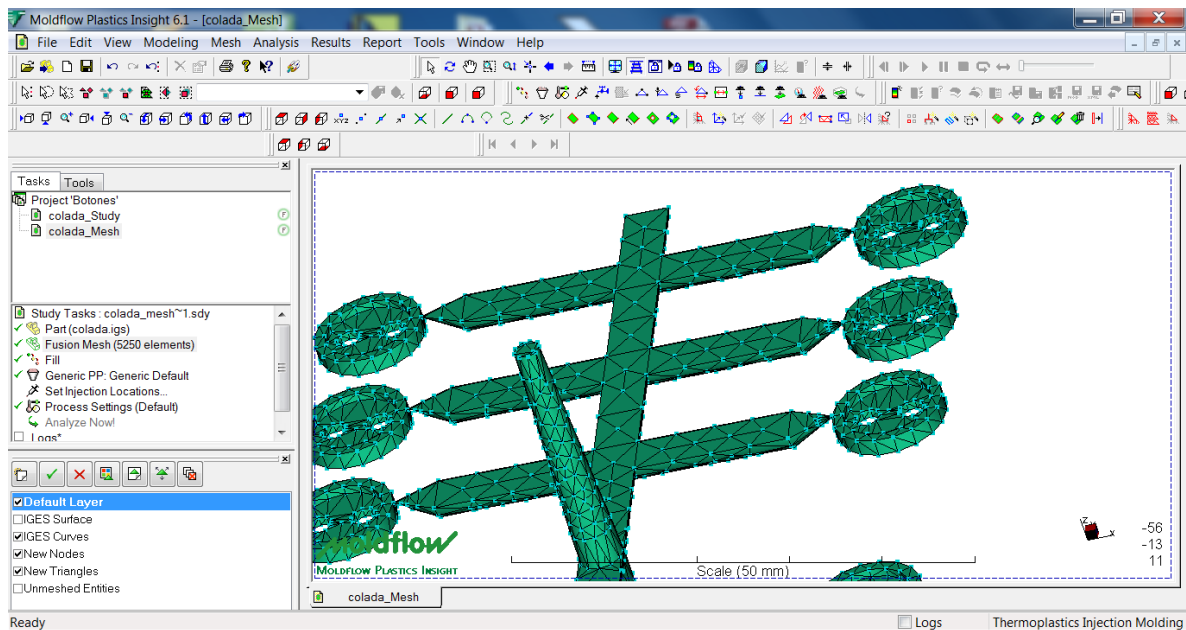 Moldflow Plastics Insight 6.1 - [colada_Mesh]
File Edit View Modeling Mesh Analysis Results Report Tools Window Help
Tasks Tools
Project 'Botones'
colada_Study
colada_Mesh
Study Tasks : colada_mesh~1.sdy
Part (colada.igs)
Fusion Mesh (5250 elements)
Fill
Generic PP: Generic Default
Set Injection Locations...
Process Settings (Default)
Analyze Now!
Logs*
Default Layer
IGES Surface
IGES Curves
New Nodes
New Triangles
Unmeshed Entities
moldflow
MOLDFLOW PLASTICS INSIGHT
Scale (50 mm)
Z
x
-56
-13
11
colada_Mesh
Ready
Logs
Thermoplastics Injection Molding